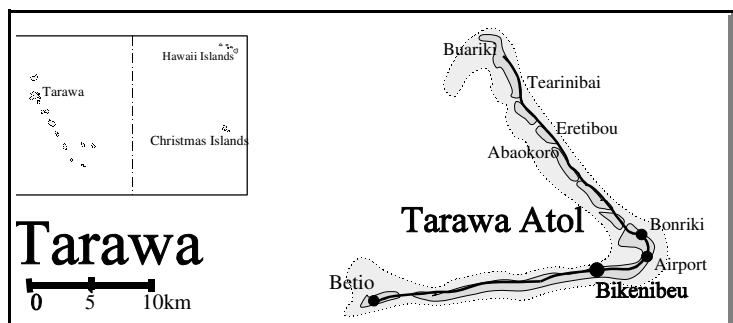 Hawaii Islands
Tarawa
Christmas Islands
Buariki
Tearinibai
Eretibou
Abaokoro
Tarawa Atol
Bonriki
Airport
Bikenibeu
Betio
Tarawa
0 5 10km